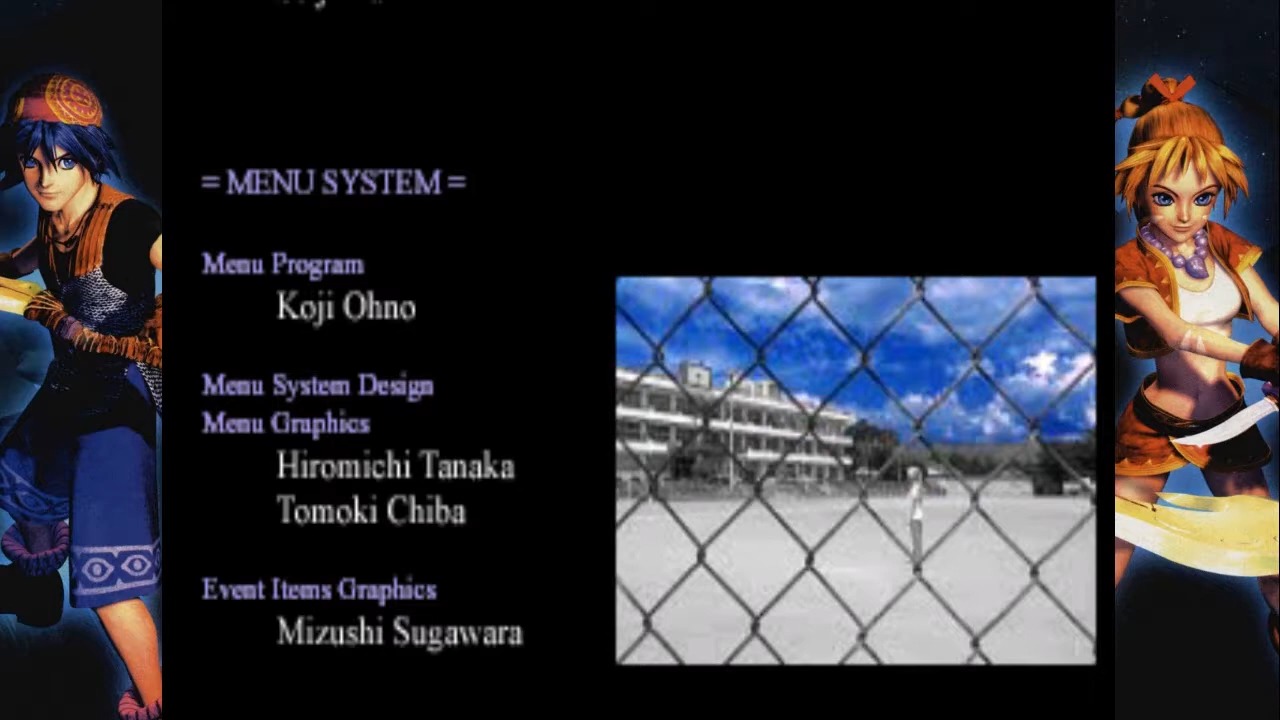 = MENU SYSTEM =
Menu Program
Koji Ohno
Menu System Design
Menu Graphics
Hiromichi Tanaka
Tomoki Chiba
Event Items Graphics
Mizushi Sugawara